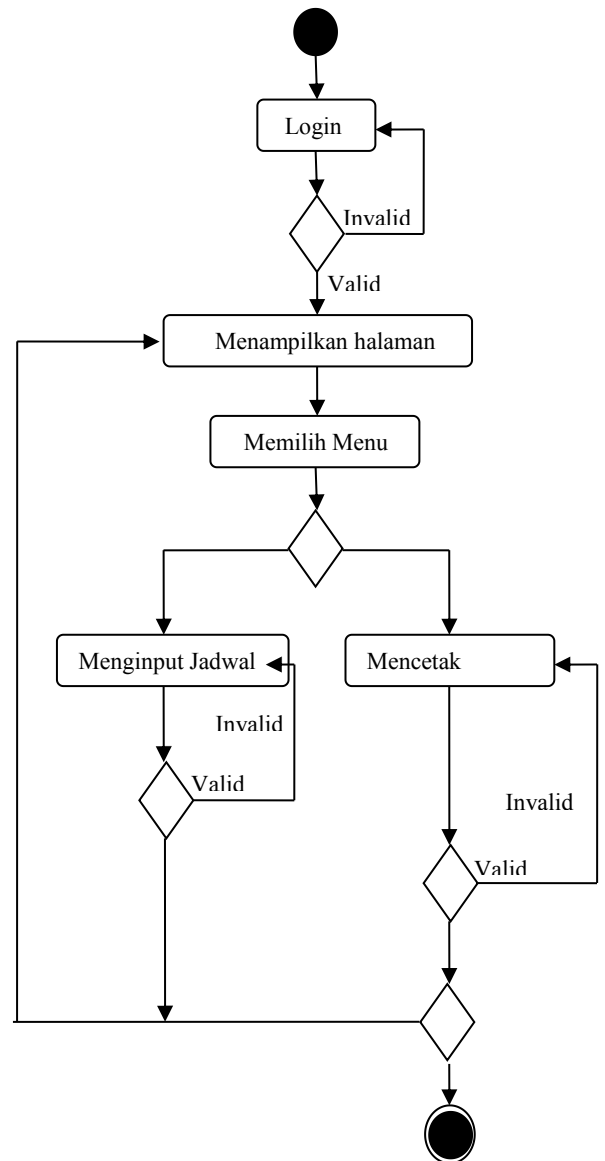 Login
Invalid
Valid
Menampilkan halaman
Memilih Menu
Menginput Jadwal
Mencetak
Invalid
Valid
Invalid
Valid